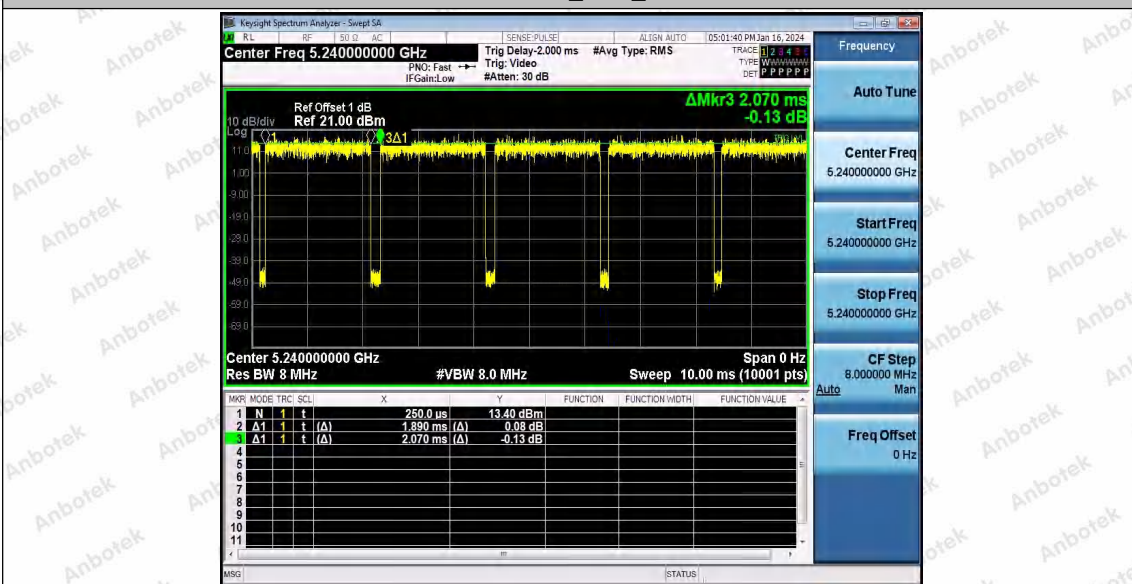 Keysight Spectrum Analyzer - Swept SA
RL RF 50 Ω AC SENSE:PULSE ALIGN AUTO 05:01:40 PM Jan 16, 2024
Center Freq 5.240000000 GHz
PNO: Fast
IFGain:Low
Trig Delay-2.000 ms
Trig: Video
#Atten: 30 dB
#Avg Type: RMS
TRACE 1 2 3 4 5 6
TYPE W
DET P P P P P P
Ref Offset 1 dB
10 dB/div Ref 21.00 dBm
ΔMkr3 2.070 ms
-0.13 dB
Log
1
3Δ1
11.0
1.00
-9.00
-19.0
-29.0
-39.0
-49.0
-59.0
-69.0
Center 5.240000000 GHz Span 0 Hz
Res BW 8 MHz #VBW 8.0 MHz Sweep 10.00 ms (10001 pts)
MKR MODE TRC SCL X Y FUNCTION FUNCTION WIDTH FUNCTION VALUE
1 N 1 t 250.0 µs 13.40 dBm
2 Δ1 1 t (Δ) 1.890 ms (Δ) 0.08 dB
3 Δ1 1 t (Δ) 2.070 ms (Δ) -0.13 dB
4
5
6
7
8
9
10
11
MSG STATUS
Frequency
Auto Tune
Center Freq
5.240000000 GHz
Start Freq
5.240000000 GHz
Stop Freq
5.240000000 GHz
CF Step
8.000000 MHz
Auto Man
Freq Offset
0 Hz
Anbotek